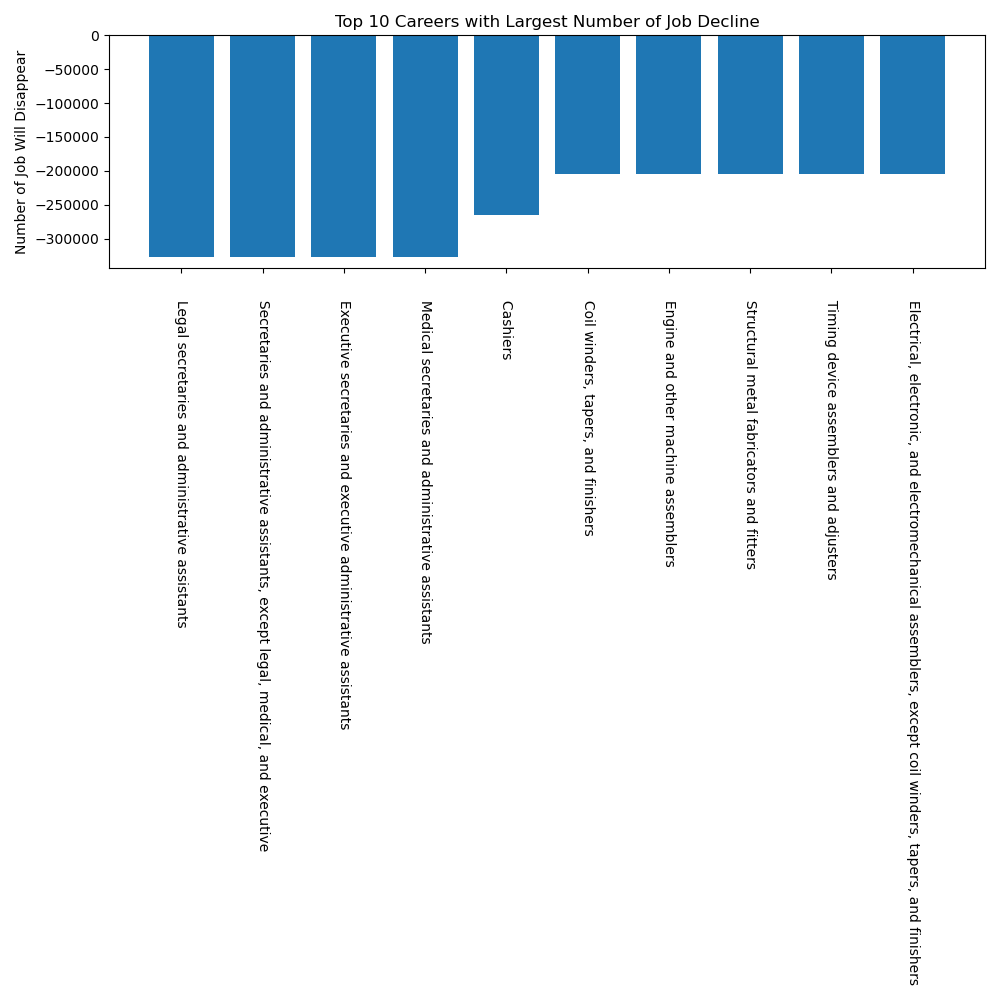 Top 10 Careers with Largest Number of Job Decline
Number of Job Will Disappear
0
−50000
−100000
−150000
−200000
−250000
−300000
Legal secretaries and administrative assistants
Secretaries and administrative assistants, except legal, medical, and executive
Executive secretaries and executive administrative assistants
Medical secretaries and administrative assistants
Cashiers
Coil winders, tapers, and finishers
Engine and other machine assemblers
Structural metal fabricators and fitters
Timing device assemblers and adjusters
Electrical, electronic, and electromechanical assemblers, except coil winders, tapers, and finishers